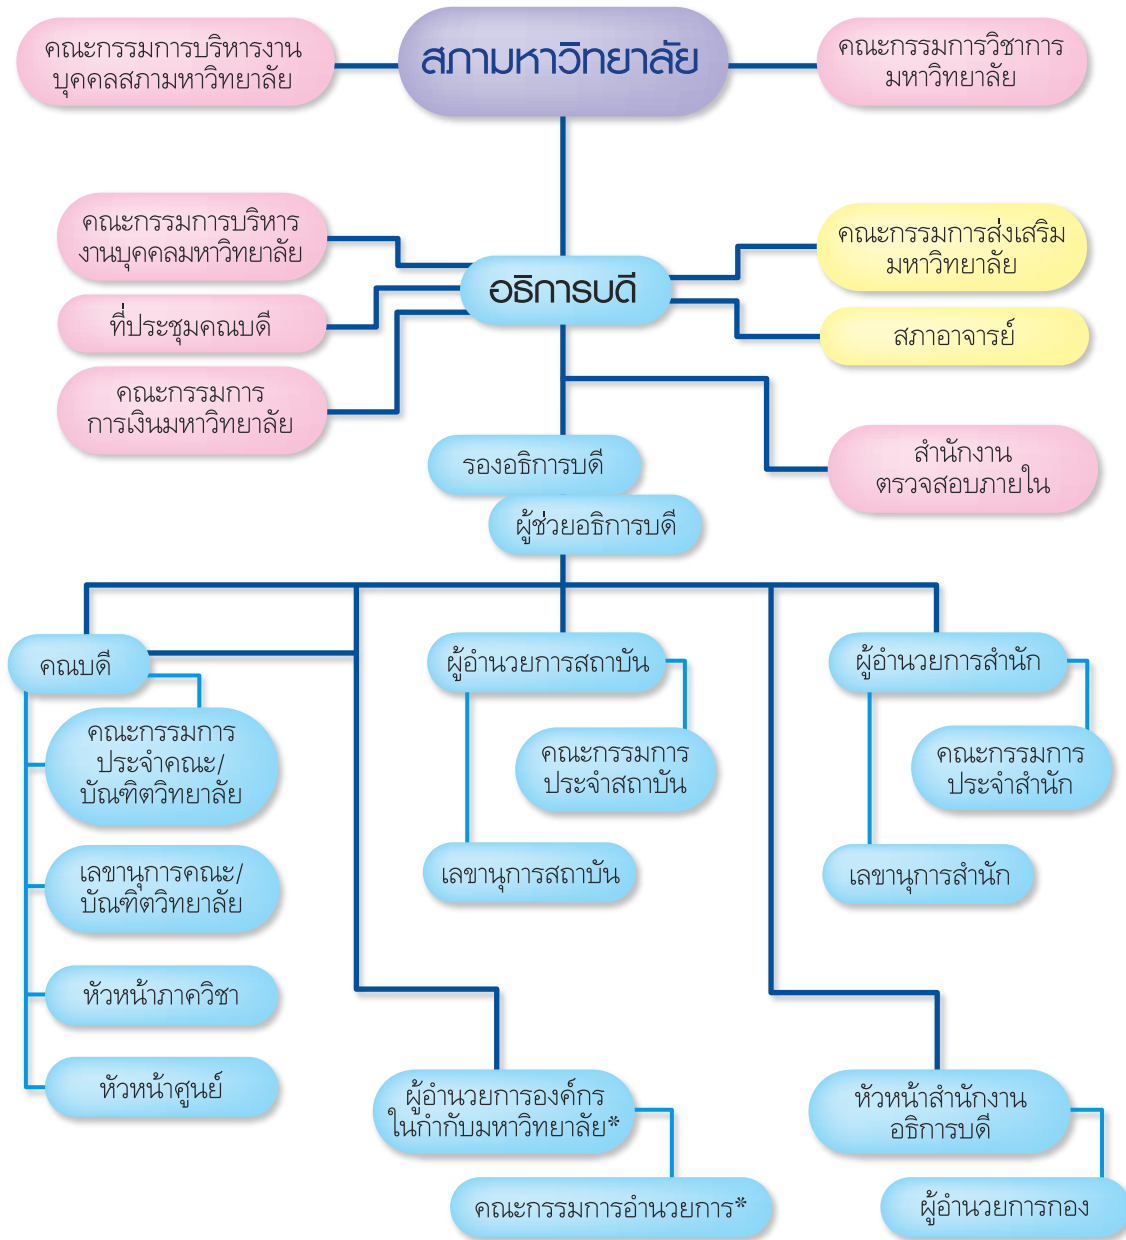 คณะกรรมการบริหารงาน
บุคคลสภามหาวิทยาลัย
สภามหาวิทยาลัย
คณะกรรมการวิชาการ
มหาวิทยาลัย
คณะกรรมการบริหาร
งานบุคคลมหาวิทยาลัย
คณะกรรมการส่งเสริม
มหาวิทยาลัย
อธิการบดี
ที่ประชุมคณบดี
สภาอาจารย์
คณะกรรมการ
การเงินมหาวิทยาลัย
รองอธิการบดี
สำนักงาน
ตรวจสอบภายใน
ผู้ช่วยอธิการบดี
คณบดี
ผู้อำนวยการสถาบัน
ผู้อำนวยการสำนัก
คณะกรรมการ
ประจำคณะ/
บัณฑิตวิทยาลัย
คณะกรรมการ
ประจำสถาบัน
คณะกรรมการ
ประจำสำนัก
เลขานุการคณะ/
บัณฑิตวิทยาลัย
เลขานุการสถาบัน
เลขานุการสำนัก
หัวหน้าภาควิชา
หัวหน้าศูนย์
ผู้อำนวยการองค์กร
ในกำกับมหาวิทยาลัย*
หัวหน้าสำนักงาน
อธิการบดี
คณะกรรมการอำนวยการ*
ผู้อำนวยการกอง